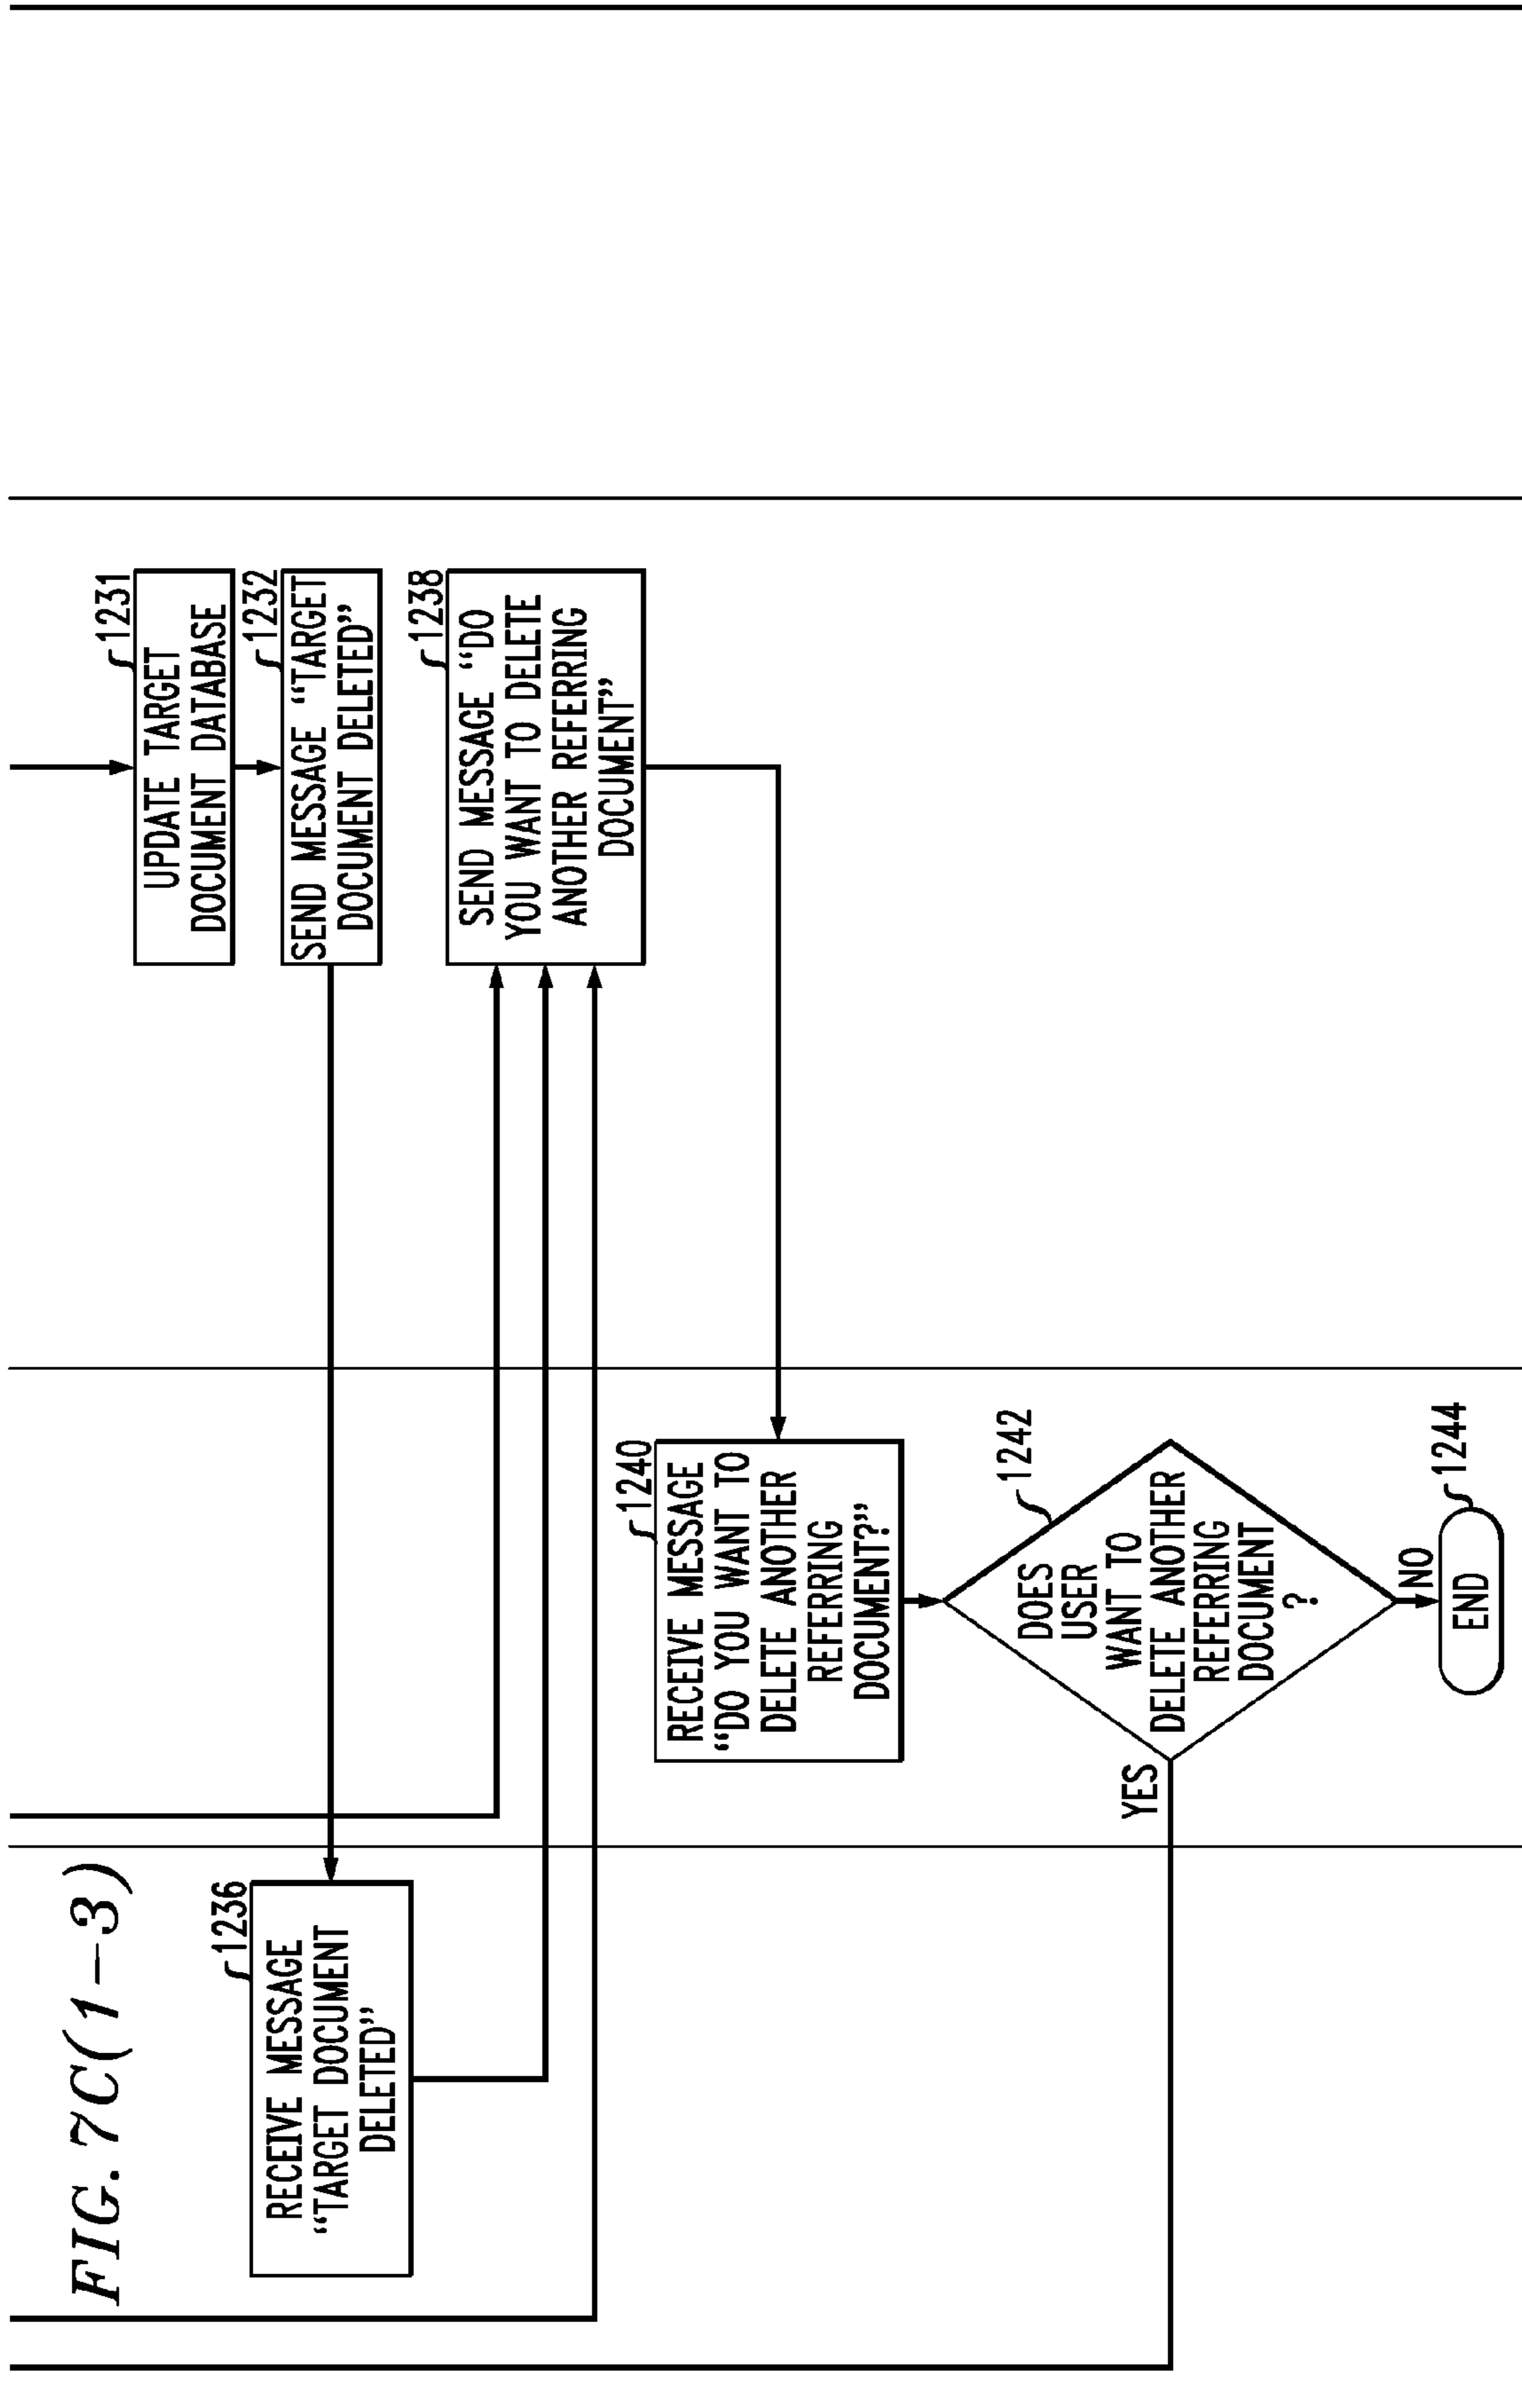 FIG. 7C(1-3)
1231
UPDATE TARGET
DOCUMENT DATABASE
1232
SEND MESSAGE “TARGET
DOCUMENT DELETED”
1236
RECEIVE MESSAGE
“TARGET DOCUMENT
DELETED”
1238
SEND MESSAGE “DO
YOU WANT TO DELETE
ANOTHER REFERRING
DOCUMENT”
1240
RECEIVE MESSAGE
“DO YOU WANT TO
DELETE ANOTHER
REFERRING
DOCUMENT?”
1242
DOES
USER
WANT TO
DELETE ANOTHER
REFERRING
DOCUMENT
?
YES
NO
1244
END